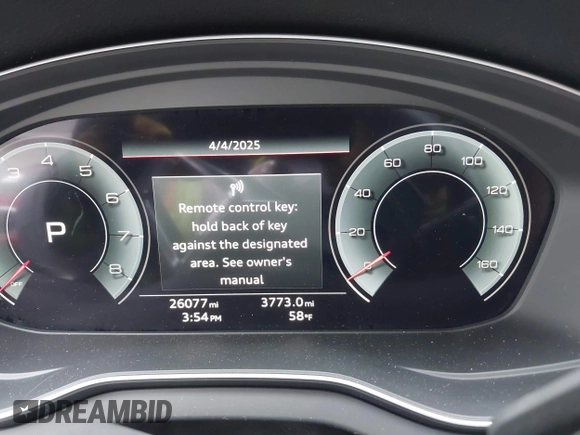 4/4/2025
Remote control key:
hold back of key
against the designated
area. See owner's
manual
26077 mi 3773.0 mi
3:54 PM 58°F
3 4 5 6 7 8
OFF
P
0 20 40 60 80 100 120 140 160
DREAMBID